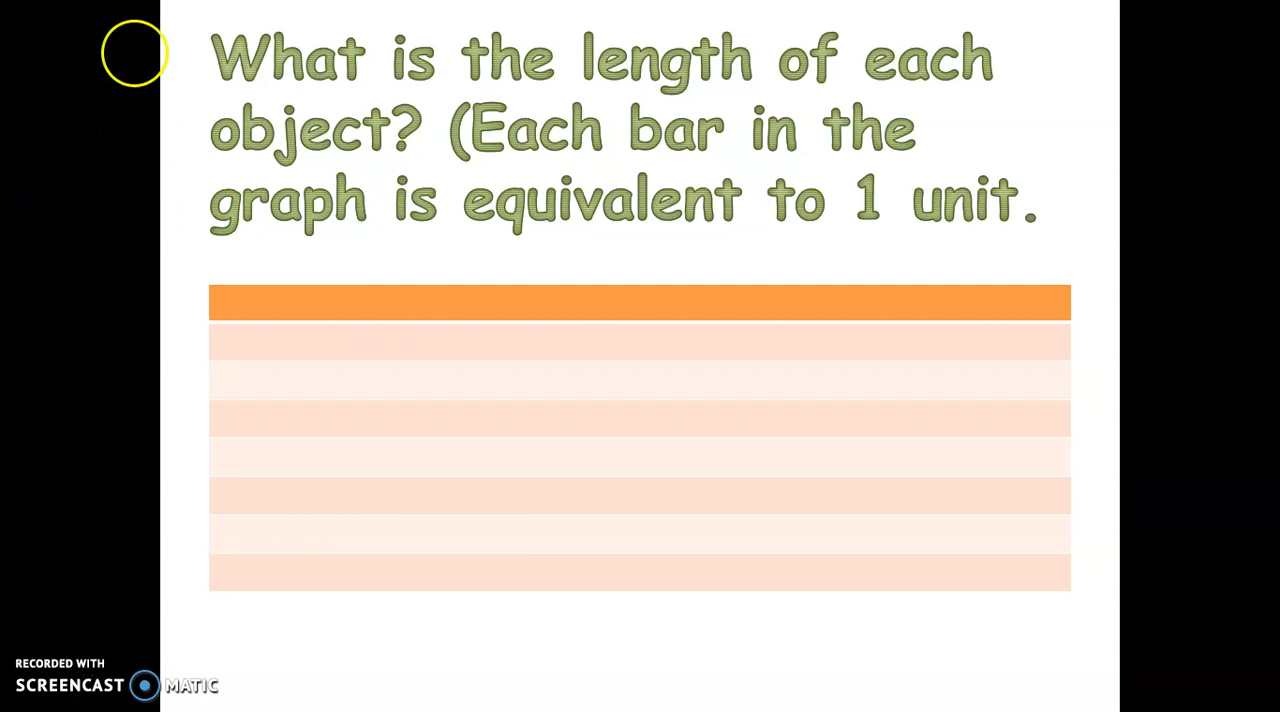 What is the length of each
object? (Each bar in the
graph is equivalent to 1 unit.
RECORDED WITH
SCREENCAST MATIC